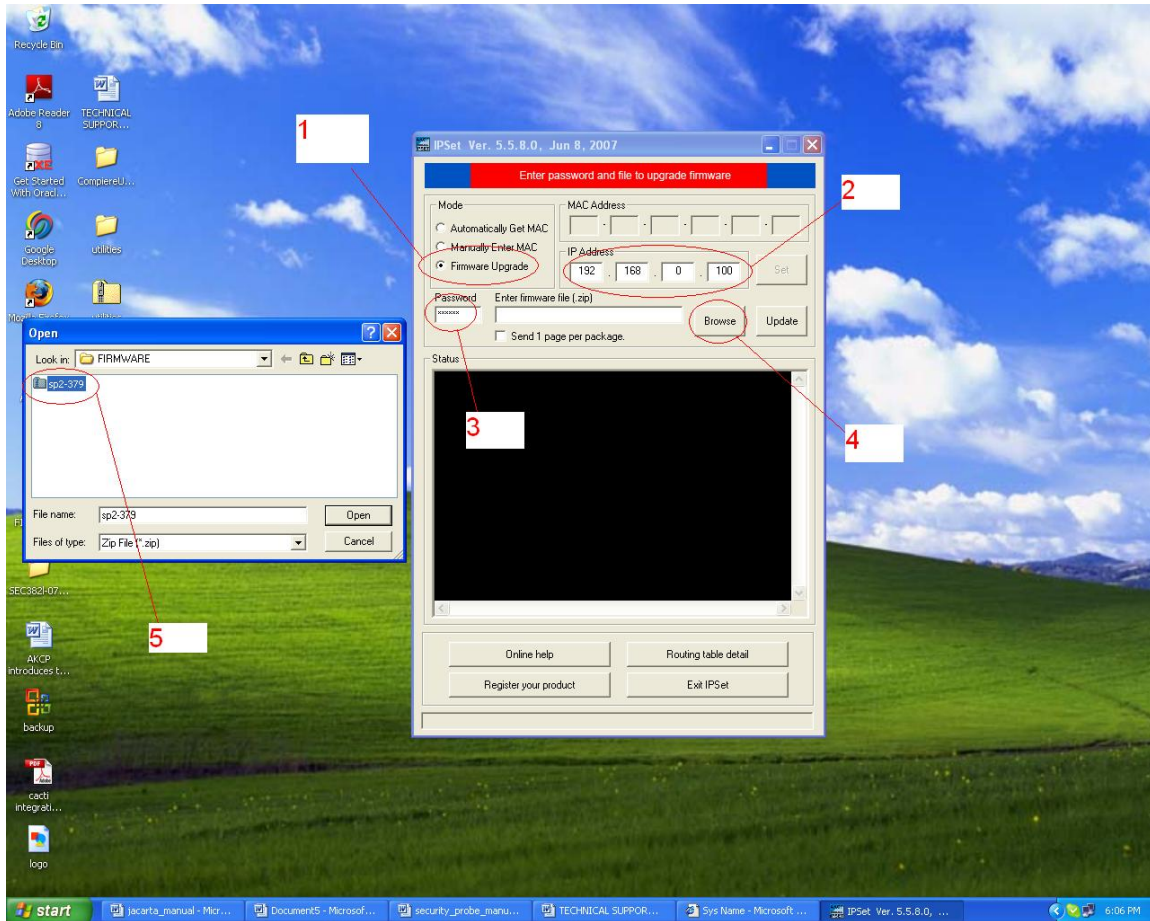 Recycle Bin
Adobe Reader 8
TECHNICAL SUPPOR...
Get Started With Oracl...
CompiereU...
Google Desktop
utilities
SEC382I-07...
AKCP introduces t...
backup
cacti integrati...
logo
1
2
3
4
5
IPSet Ver. 5.5.8.0, Jun 8, 2007
Enter password and file to upgrade firmware
Mode
Automatically Get MAC
Manually Enter MAC
Firmware Upgrade
MAC Address
IP Address
192 . 168 . 0 . 100
Set
Password
xxxxxx
Enter firmware file (.zip)
Browse
Update
Send 1 page per package.
Status
Online help
Routing table detail
Register your product
Exit IPSet
Open
Look in: FIRMWARE
sp2-379
File name: sp2-379
Open
Files of type: Zip File (*.zip)
Cancel
start
jacarta_manual - Micr...
Document5 - Microsof...
security_probe_manu...
TECHNICAL SUPPOR...
Sys Name - Microsoft ...
IPSet Ver. 5.5.8.0, ...
6:06 PM